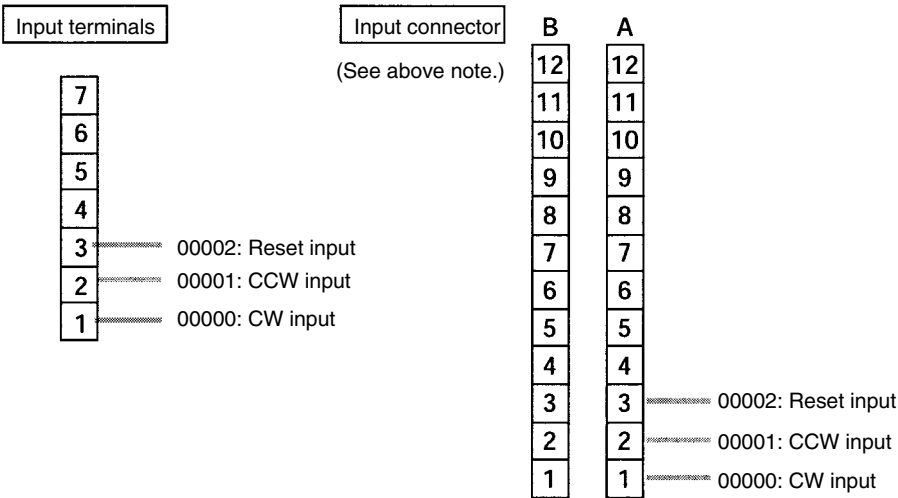 Input terminals
7
6
5
4
3 00002: Reset input
2 00001: CCW input
1 00000: CW input
Input connector
(See above note.)
B A
12 12
11 11
10 10
9 9
8 8
7 7
6 6
5 5
4 4
3 3 00002: Reset input
2 2 00001: CCW input
1 1 00000: CW input